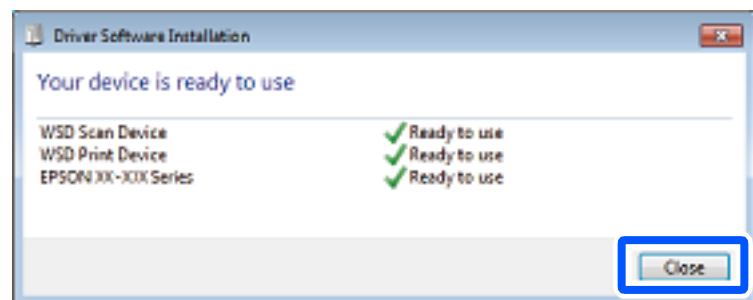 Driver Software Installation
Your device is ready to use
WSD Scan Device Ready to use
WSD Print Device Ready to use
EPSON XX-XXX Series Ready to use
Close